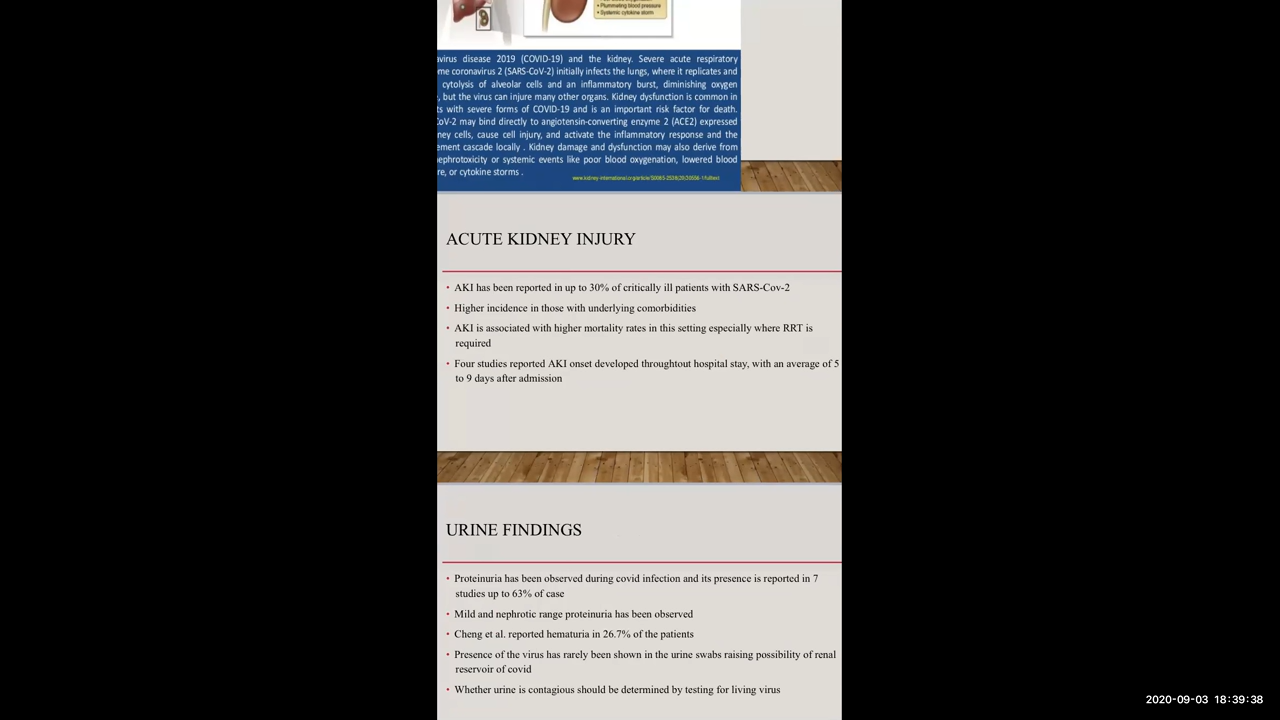 • Plummeting blood pressure
• Systemic cytokine storm
avirus disease 2019 (COVID-19) and the kidney. Severe acute respiratory
me coronavirus 2 (SARS-CoV-2) initially infects the lungs, where it replicates and
cytolysis of alveolar cells and an inflammatory burst, diminishing oxygen
, but the virus can injure many other organs. Kidney dysfunction is common in
ts with severe forms of COVID-19 and is an important risk factor for death.
CoV-2 may bind directly to angiotensin-converting enzyme 2 (ACE2) expressed
ney cells, cause cell injury, and activate the inflammatory response and the
ement cascade locally . Kidney damage and dysfunction may also derive from
nephrotoxicity or systemic events like poor blood oxygenation, lowered blood
re, or cytokine storms .
ACUTE KIDNEY INJURY
• AKI has been reported in up to 30% of critically ill patients with SARS-Cov-2
• Higher incidence in those with underlying comorbidities
• AKI is associated with higher mortality rates in this setting especially where RRT is
required
• Four studies reported AKI onset developed throughtout hospital stay, with an average of 5
to 9 days after admission
URINE FINDINGS
• Proteinuria has been observed during covid infection and its presence is reported in 7
studies up to 63% of case
• Mild and nephrotic range proteinuria has been observed
• Cheng et al. reported hematuria in 26.7% of the patients
• Presence of the virus has rarely been shown in the urine swabs raising possibility of renal
reservoir of covid
• Whether urine is contagious should be determined by testing for living virus
2020-09-03 18:39:38